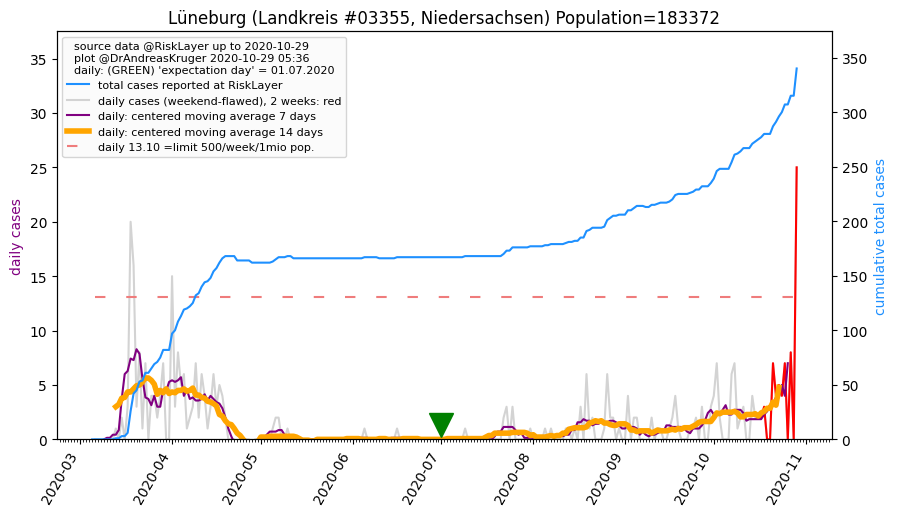 Lüneburg (Landkreis #03355, Niedersachsen) Population=183372
source data @RiskLayer up to 2020-10-29
plot @DrAndreasKruger 2020-10-29 05:36
daily: (GREEN) 'expectation day' = 01.07.2020
total cases reported at RiskLayer
daily cases (weekend-flawed), 2 weeks: red
daily: centered moving average 7 days
daily: centered moving average 14 days
daily 13.10 =limit 500/week/1mio pop.
daily cases
35
30
25
20
15
10
5
0
350
300
250
200
150
100
50
0
cumulative total cases
2020-03
2020-04
2020-05
2020-06
2020-07
2020-08
2020-09
2020-10
2020-11